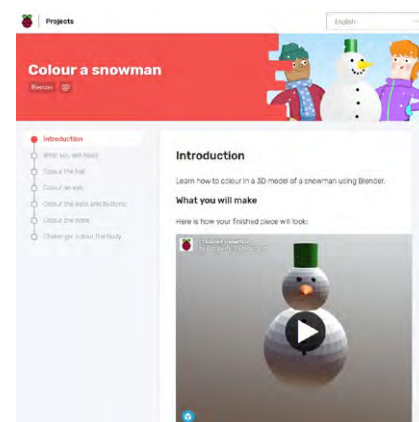 Projects
English
Colour a snowman
Blender
Introduction
What you will need
Colour the hat
Colour an eye
Colour the eyes and buttons
Colour the nose
Challenge: colour the body
Introduction
Learn how to colour in a 3D model of a snowman using Blender.
What you will make
Here is how your finished piece will look: